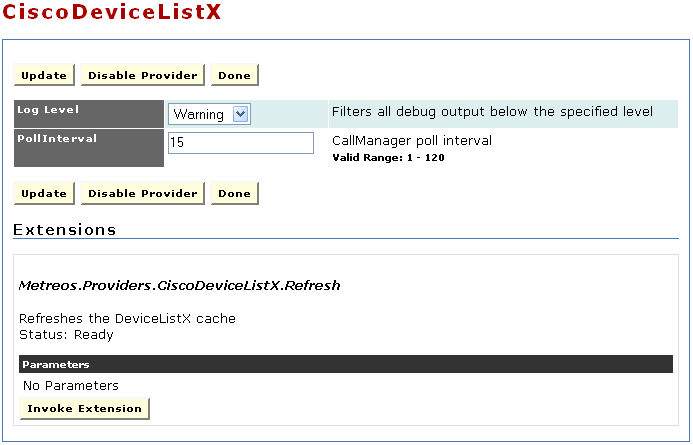 CiscoDeviceListX
Update Disable Provider Done
Log Level Warning Filters all debug output below the specified level
PollInterval 15 CallManager poll interval
Valid Range: 1 - 120
Update Disable Provider Done
Extensions
Metreos.Providers.CiscoDeviceListX.Refresh
Refreshes the DeviceListX cache
Status: Ready
Parameters
No Parameters
Invoke Extension